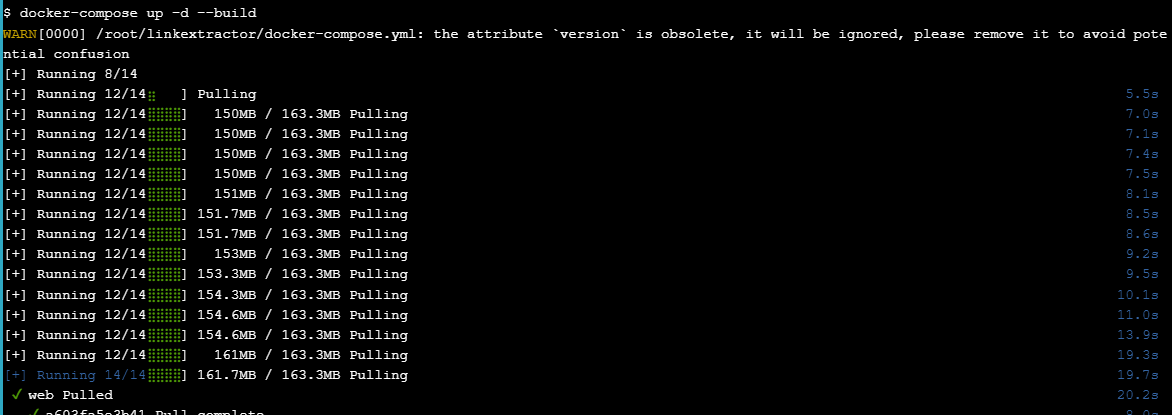 $ docker-compose up -d --build
WARN[0000] /root/linkextractor/docker-compose.yml: the attribute `version` is obsolete, it will be ignored, please remove it to avoid pote
ntial confusion
[+] Running 8/14
[+] Running 12/14⣿   ] Pulling 5.5s
[+] Running 12/14⣿⣿⣿⣿] 150MB / 163.3MB Pulling 7.0s
[+] Running 12/14⣿⣿⣿⣿] 150MB / 163.3MB Pulling 7.1s
[+] Running 12/14⣿⣿⣿⣿] 150MB / 163.3MB Pulling 7.4s
[+] Running 12/14⣿⣿⣿⣿] 150MB / 163.3MB Pulling 7.5s
[+] Running 12/14⣿⣿⣿⣿] 151MB / 163.3MB Pulling 8.1s
[+] Running 12/14⣿⣿⣿⣿] 151.7MB / 163.3MB Pulling 8.5s
[+] Running 12/14⣿⣿⣿⣿] 151.7MB / 163.3MB Pulling 8.6s
[+] Running 12/14⣿⣿⣿⣿] 153MB / 163.3MB Pulling 9.2s
[+] Running 12/14⣿⣿⣿⣿] 153.3MB / 163.3MB Pulling 9.5s
[+] Running 12/14⣿⣿⣿⣿] 154.3MB / 163.3MB Pulling 10.1s
[+] Running 12/14⣿⣿⣿⣿] 154.6MB / 163.3MB Pulling 11.0s
[+] Running 12/14⣿⣿⣿⣿] 154.6MB / 163.3MB Pulling 13.9s
[+] Running 12/14⣿⣿⣿⣿] 161MB / 163.3MB Pulling 19.3s
[+] Running 14/14⣿⣿⣿⣿] 161.7MB / 163.3MB Pulling 19.7s
✓ web Pulled 20.2s
✓ Pull complete